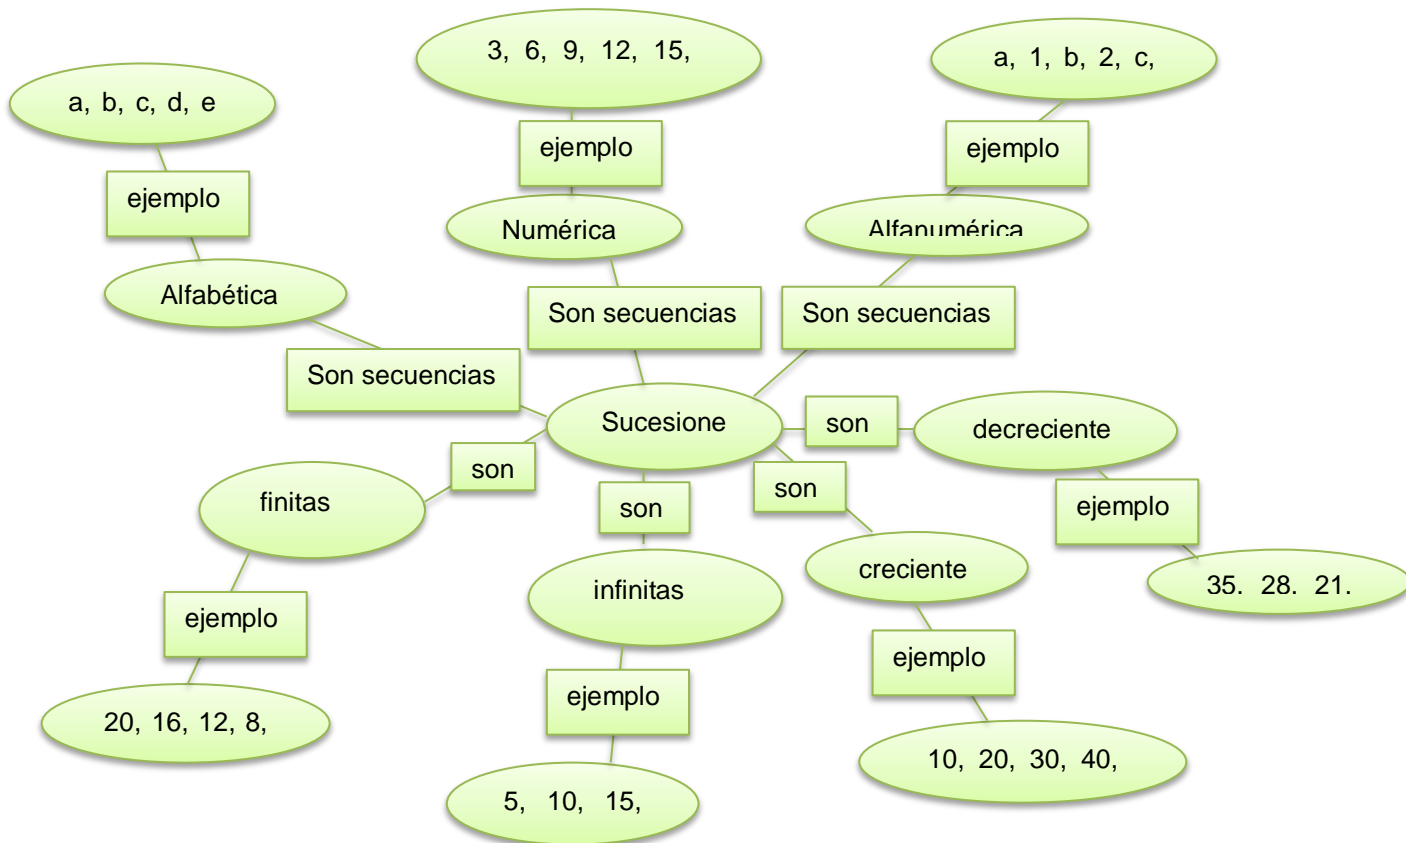 3, 6, 9, 12, 15,
a, 1, b, 2, c,
a, b, c, d, e
ejemplo
ejemplo
ejemplo
Numérica
Alfanumérica
Alfabética
Son secuencias
Son secuencias
Son secuencias
Sucesione
son
decreciente
son
son
finitas
son
ejemplo
infinitas
creciente
35. 28. 21.
ejemplo
ejemplo
ejemplo
20, 16, 12, 8,
10, 20, 30, 40,
5, 10, 15,